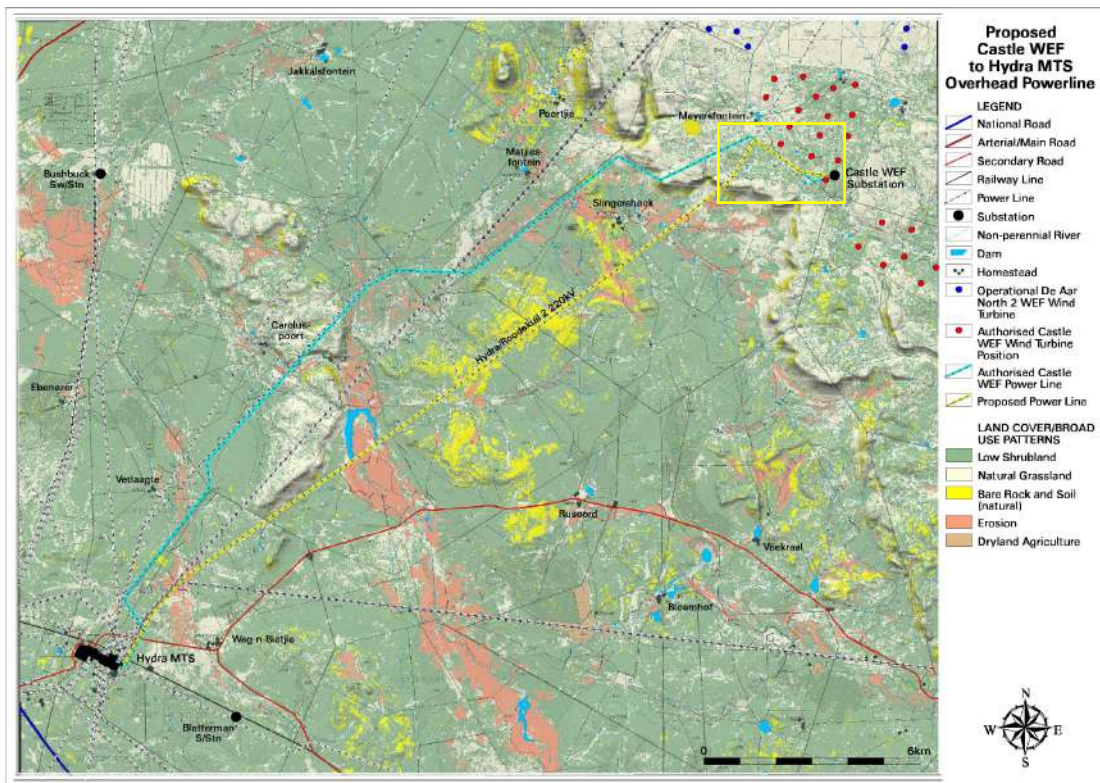 Proposed
Castle WEF
to Hydra MTS
Overhead Powerline
LEGEND
National Road
Arterial/Main Road
Secondary Road
Railway Line
Power Line
Substation
Non-perennial River
Dam
Homestead
Operational De Aar
North 2 WEF Wind
Turbine
Authorised Castle
WEF Wind Turbine
Position
Authorised Castle
WEF Power Line
Proposed Power Line
LAND COVER/BROAD
USE PATTERNS
Low Shrubland
Natural Grassland
Bare Rock and Soil
(natural)
Erosion
Dryland Agriculture
Jakkalsfontein
Poortjie
Meyersfontein
Matjies-
fontein
Bushbuck
Sw/Stn
Castle WEF
Substation
Slingershoek
Hydra/Roodekuil 2 220kV
Carolus-
poort
Ebenezer
Vetlaagte
Rusoord
Veekraal
Bloemhof
Wag-n-Bietjie
Hydra MTS
Bletterman
S/Stn
0 6km
N
W E
S